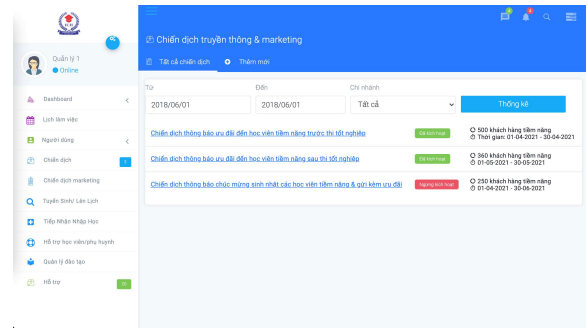 Chiến dịch truyền thông & marketing
Quản lý 1
Online
Tất cả chiến dịch
Thêm mới
Từ
Đến
Chi nhánh
2018/06/01
2018/06/01
Tất cả
Thống kê
Dashboard
Lịch làm việc
Người dùng
Chiến dịch
Chiến dịch marketing
Tuyển Sinh/ Lên Lịch
Tiếp Nhận Nhập Học
Hỗ trợ học viên/phụ huynh
Quản lý đào tạo
Hỗ trợ
Chiến dịch thông báo ưu đãi đến học viên tiềm năng trước thi tốt nghiệp
Đã kích hoạt
500 khách hàng tiềm năng
Thời gian: 01-04-2021 - 30-04-2021
Chiến dịch thông báo ưu đãi đến học viên tiềm năng sau thi tốt nghiệp
Đã kích hoạt
360 khách hàng tiềm năng
01-05-2021 - 30-05-2021
Chiến dịch thông báo chúc mừng sinh nhật các học viên tiềm năng & gửi kèm ưu đãi
Ngưng kích hoạt
250 khách hàng tiềm năng
01-04-2021 - 30-06-2021